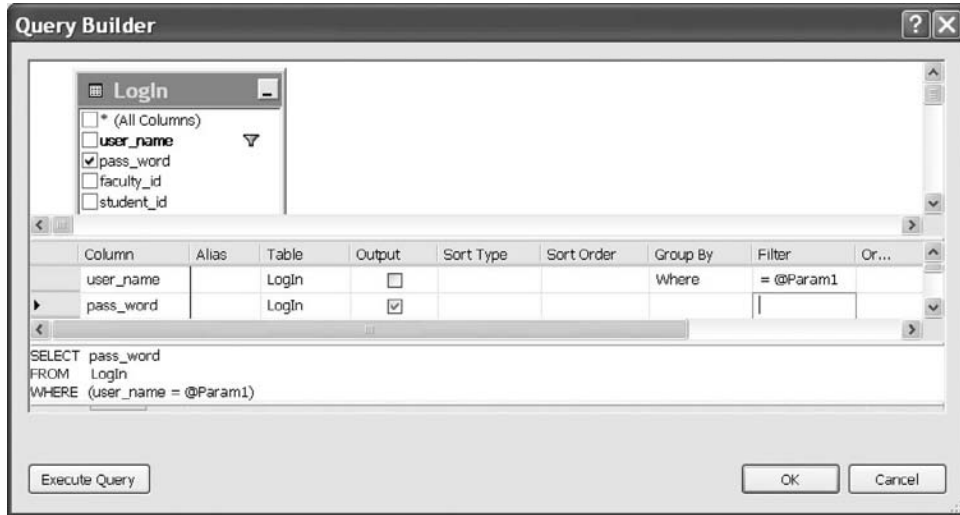 Query Builder
LogIn
* (All Columns)
user_name
pass_word
faculty_id
student_id
Column Alias Table Output Sort Type Sort Order Group By Filter Or...
user_name LogIn Where = @Param1
pass_word LogIn
SELECT pass_word
FROM LogIn
WHERE (user_name = @Param1)
Execute Query OK Cancel